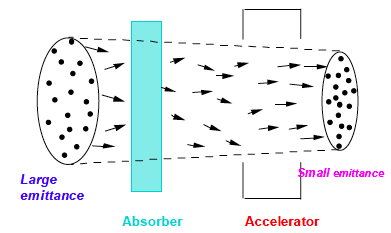 Large
emittance
Small emittance
Absorber
Accelerator